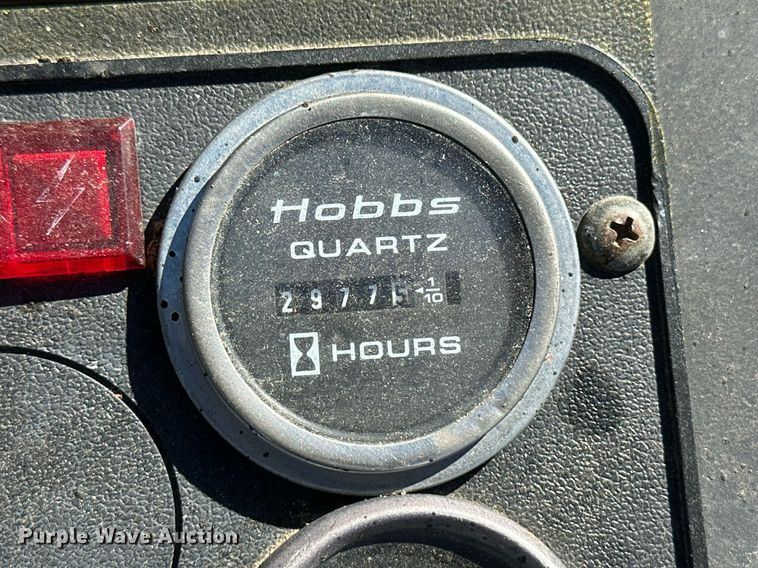 Hobbs
QUARTZ
29775 1/10
HOURS
Purple Wave Auction